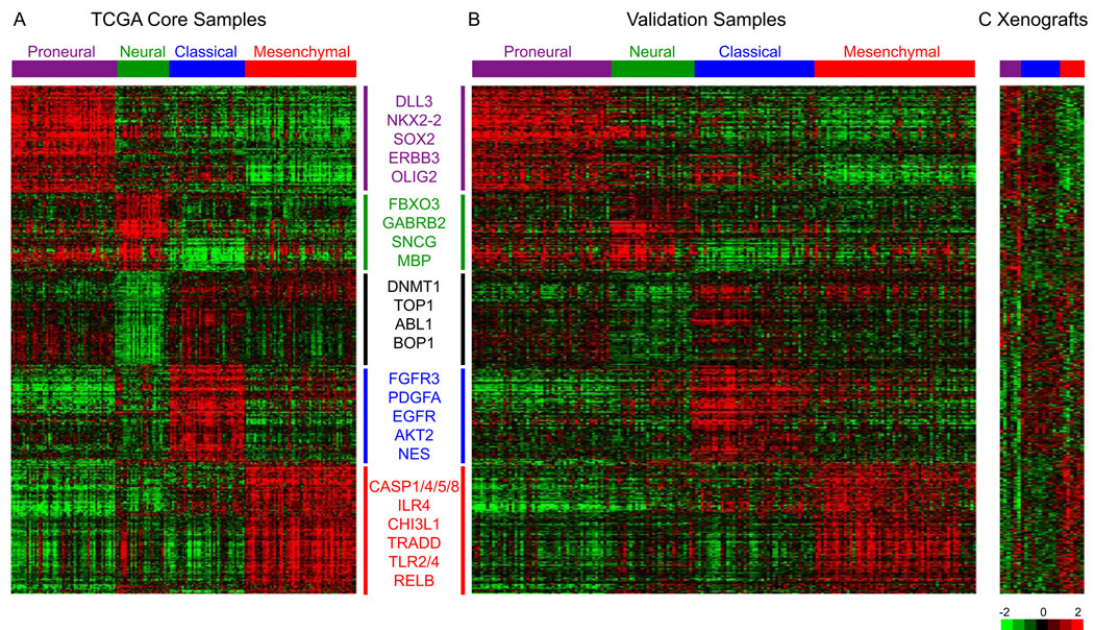 A TCGA Core Samples B Validation Samples C Xenografts
Proneural Neural Classical Mesenchymal Proneural Neural Classical Mesenchymal
DLL3
NKX2-2
SOX2
ERBB3
OLIG2
FBXO3
GABRB2
SNCG
MBP
DNMT1
TOP1
ABL1
BOP1
FGFR3
PDGFA
EGFR
AKT2
NES
CASP1/4/5/8
ILR4
CHI3L1
TRADD
TLR2/4
RELB
-2 0 2